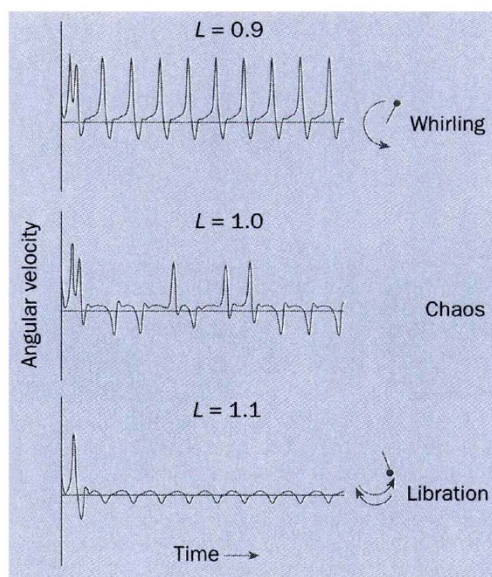 L = 0.9
Whirling
L = 1.0
Angular velocity
Chaos
L = 1.1
Libration
Time